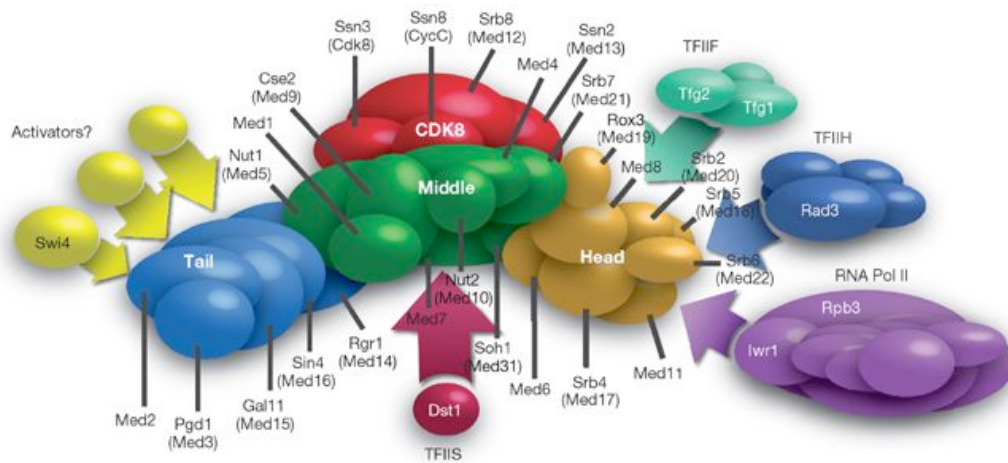 Ssn3
(Cdk8)
Ssn8
(CycC)
Srb8
(Med12)
Ssn2
(Med13)
TFIIF
Cse2
(Med9)
Med4
Srb7
(Med21)
Tfg2
Tfg1
Activators?
Med1
CDK8
Rox3
(Med19)
TFIIH
Nut1
(Med5)
Med8
Srb2
(Med20)
Middle
Srb5
(Med18)
Rad3
Swi4
Tail
Head
Srb6
(Med22)
RNA Pol II
Nut2
(Med10)
Med7
Rpb3
Iwr1
Rgr1
(Med14)
Soh1
(Med31)
Sin4
(Med16)
Med6
Srb4
(Med17)
Med11
Med2
Pgd1
(Med3)
Gal11
(Med15)
Dst1
TFIIS